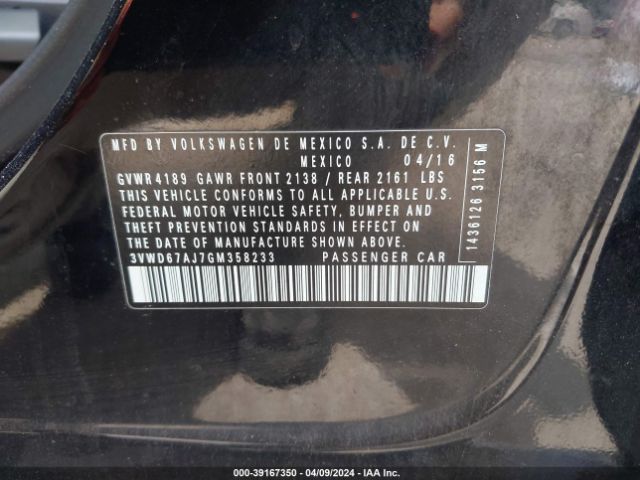 MFD BY VOLKSWAGEN DE MEXICO S.A. DE C.V.
MEXICO 04/16
GVWR 4189 GAWR FRONT 2138 / REAR 2161 LBS
THIS VEHICLE CONFORMS TO ALL APPLICABLE U.S.
FEDERAL MOTOR VEHICLE SAFETY, BUMPER AND
THEFT PREVENTION STANDARDS IN EFFECT ON
THE DATE OF MANUFACTURE SHOWN ABOVE.
3VWD67AJ7GM358233 PASSENGER CAR
1436126 3156 M
000-39167350 | 04/09/2024 | IAA Inc.